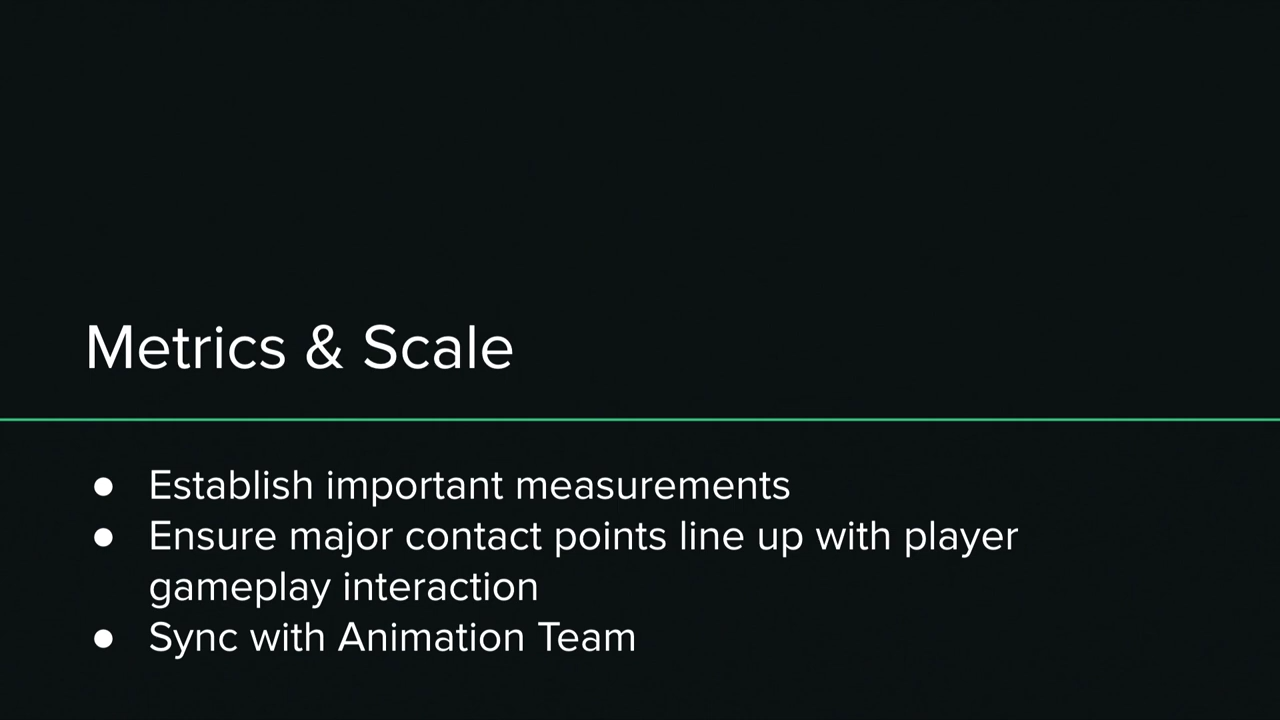 Metrics & Scale
● Establish important measurements
● Ensure major contact points line up with player
gameplay interaction
● Sync with Animation Team